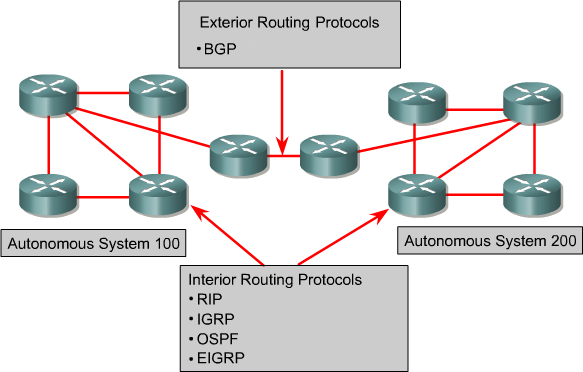 Exterior Routing Protocols
• BGP
Autonomous System 100
Autonomous System 200
Interior Routing Protocols
• RIP
• IGRP
• OSPF
• EIGRP